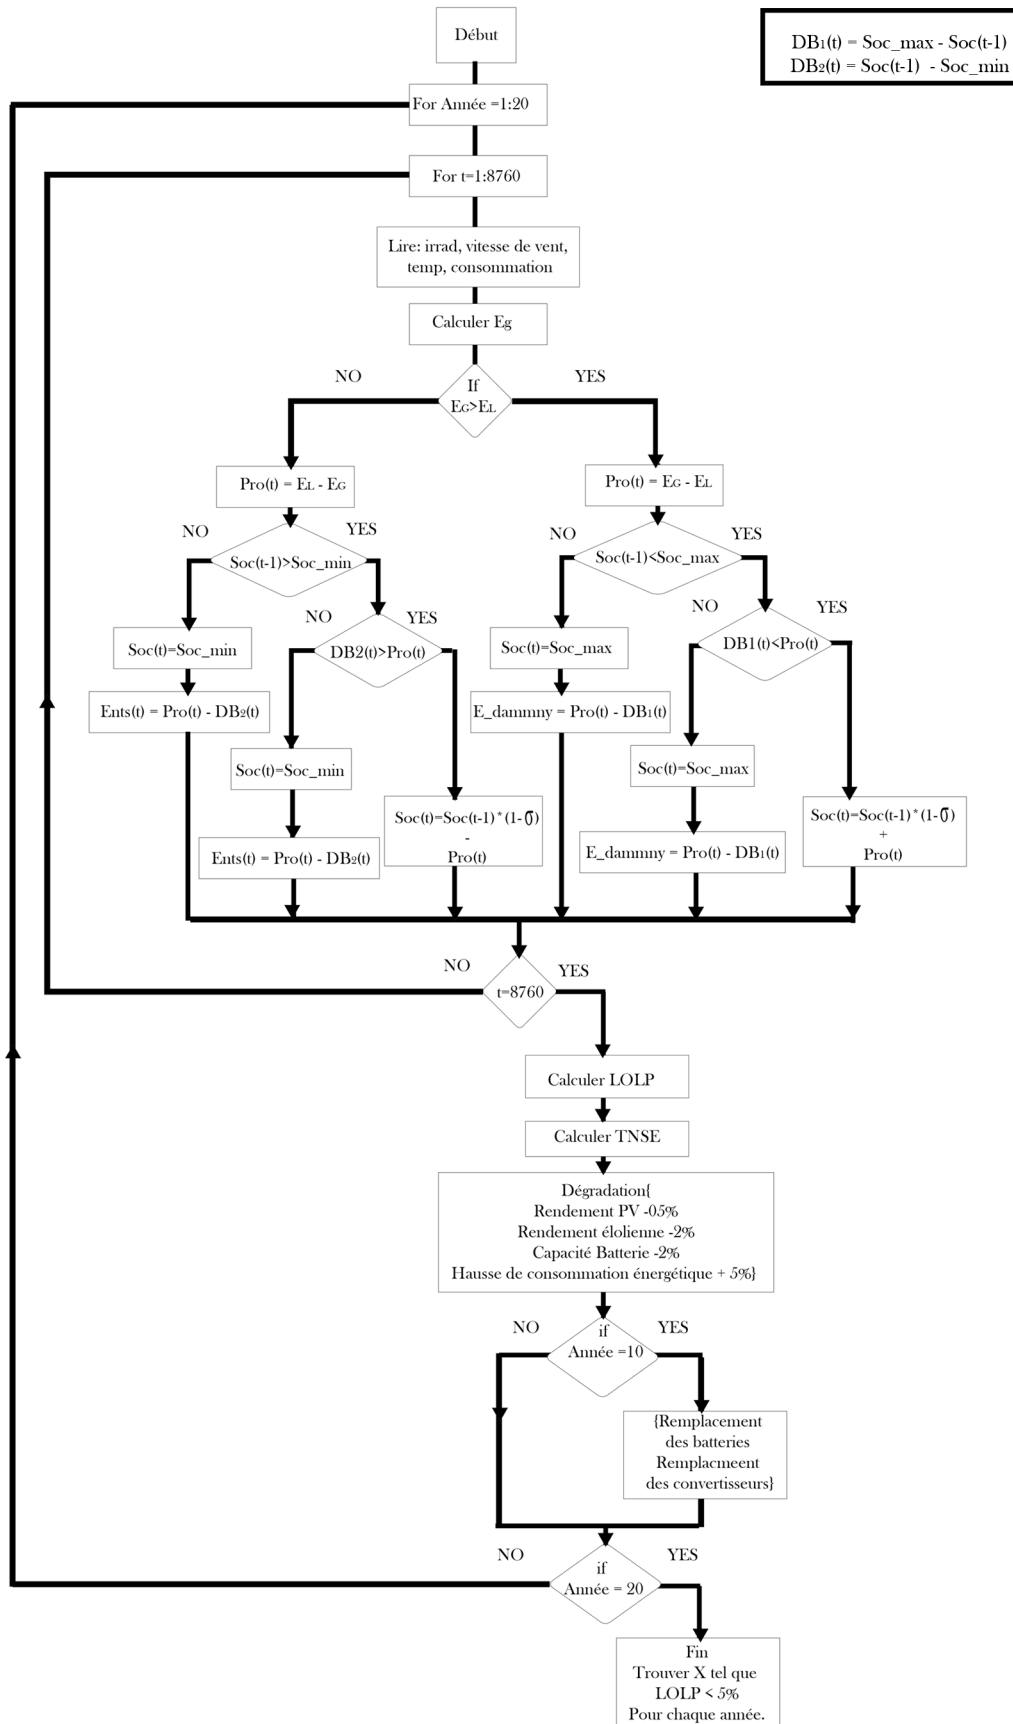 Début
DB₁(t) = Soc_max - Soc(t-1)
DB₂(t) = Soc(t-1) - Soc_min
For Année =1:20
For t=1:8760
Lire: irrad, vitesse de vent,
temp, consommation
Calculer Eg
NO
If
EG>EL
YES
Pro(t) = EL - EG
Pro(t) = EG - EL
NO
Soc(t-1)>Soc_min
YES
NO
Soc(t-1)<Soc_max
YES
Soc(t)=Soc_min
NO
DB2(t)>Pro(t)
YES
Soc(t)=Soc_max
NO
DB1(t)<Pro(t)
YES
Ents(t) = Pro(t) - DB₂(t)
E_dammny = Pro(t) - DB₁(t)
Soc(t)=Soc_min
Soc(t)=Soc_max
Soc(t)=Soc(t-1)*(1-σ)
-
Pro(t)
Soc(t)=Soc(t-1)*(1-σ)
+
Pro(t)
Ents(t) = Pro(t) - DB₂(t)
E_dammny = Pro(t) - DB₁(t)
NO
t=8760
YES
Calculer LOLP
Calculer TNSE
Dégradation{
Rendement PV -05%
Rendement élolienne -2%
Capacité Batterie -2%
Hausse de consommation énergétique + 5%}
NO
if
Année =10
YES
{Remplacement
des batteries
Remplacmeent
des convertisseurs}
NO
if
Année = 20
YES
Fin
Trouver X tel que
LOLP < 5%
Pour chaque année.